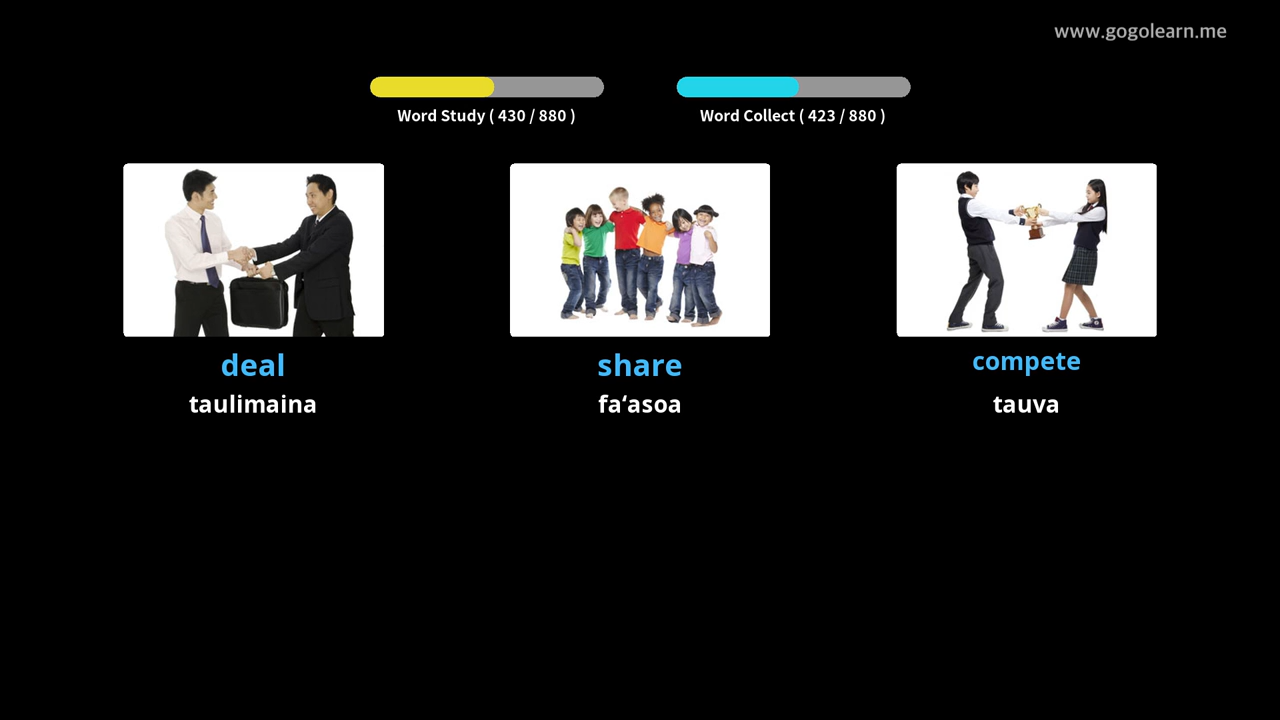 www.gogolearn.me
Word Study ( 430 / 880 )
Word Collect ( 423 / 880 )
deal
share
compete
taulimaina
fa‘asoa
tauva